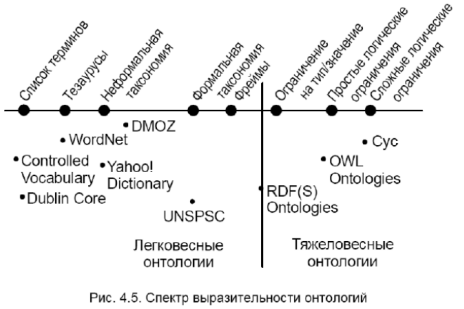 Список терминов
Тезаурусы
Неформальная
таксономия
Формальная
таксономия
Фреймы
Ограничение
на тип/значение
Простые логические
ограничения
Сложные логические
ограничения
DMOZ
WordNet
Cyc
Controlled
Vocabulary
Yahoo!
Dictionary
OWL
Ontologies
Dublin Core
UNSPSC
RDF(S)
Ontologies
Легковесные
онтологии
Тяжеловесные
онтологии
Рис. 4.5. Спектр выразительности онтологий